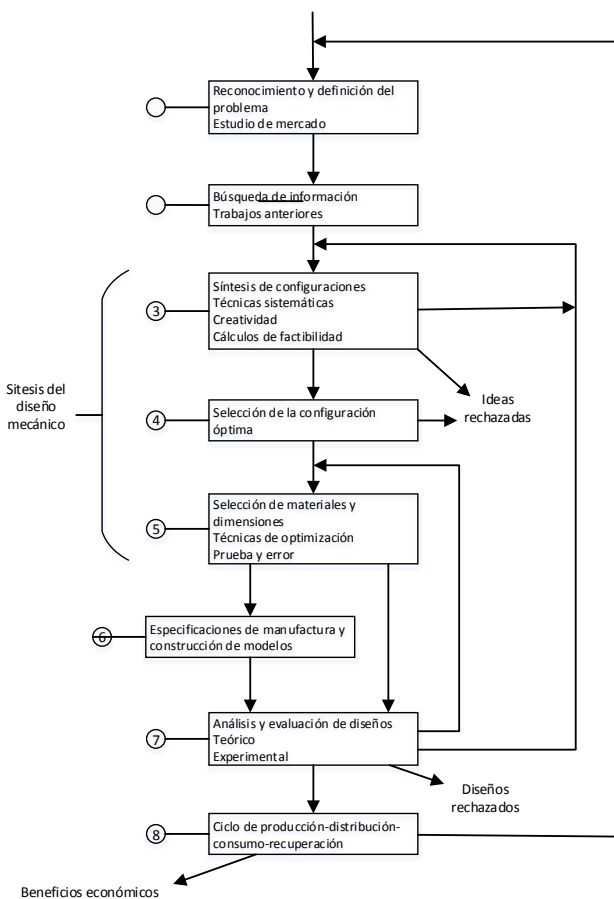 Reconocimiento y definición del
problema
Estudio de mercado
Búsqueda de información
Trabajos anteriores
3
Síntesis de configuraciones
Técnicas sistemáticas
Creatividad
Cálculos de factibilidad
Sitesis del
diseño
mecánico
Ideas
rechazadas
4
Selección de la configuración
óptima
5
Selección de materiales y
dimensiones
Técnicas de optimización
Prueba y error
6
Especificaciones de manufactura y
construcción de modelos
7
Análisis y evaluación de diseños
Teórico
Experimental
Diseños
rechazados
8
Ciclo de producción-distribución-
consumo-recuperación
Beneficios económicos